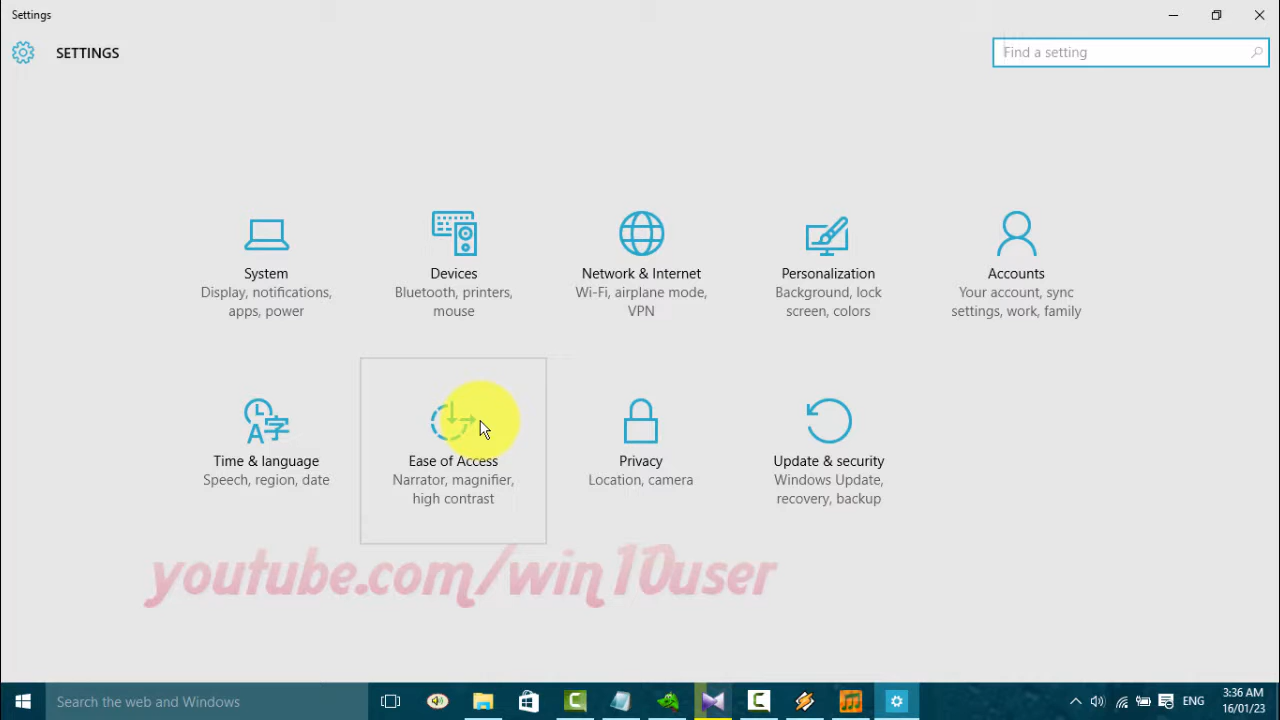 Settings
SETTINGS
Find a setting
System
Display, notifications,
apps, power
Devices
Bluetooth, printers,
mouse
Network & Internet
Wi-Fi, airplane mode,
VPN
Personalization
Background, lock
screen, colors
Accounts
Your account, sync
settings, work, family
Time & language
Speech, region, date
Ease of Access
Narrator, magnifier,
high contrast
Privacy
Location, camera
Update & security
Windows Update,
recovery, backup
youtube.com/win10user
Search the web and Windows
ENG
3:36 AM
16/01/23